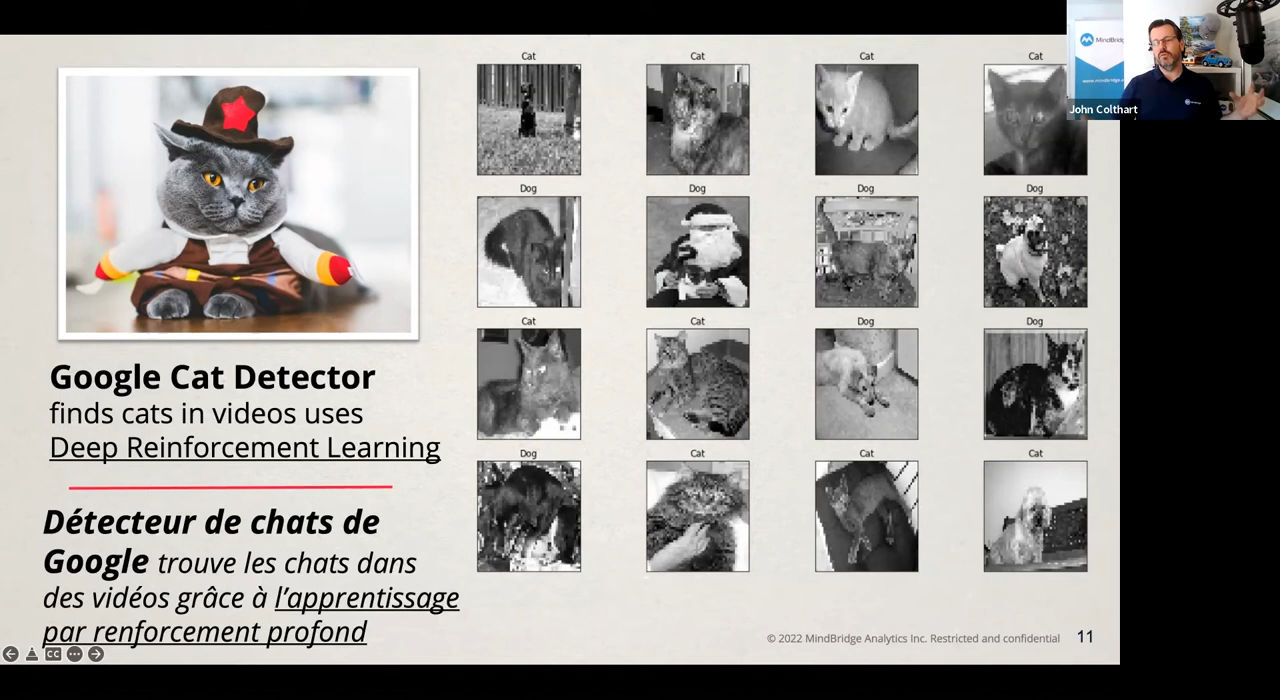 Google Cat Detector
finds cats in videos uses
Deep Reinforcement Learning
Détecteur de chats de
Google trouve les chats dans
des vidéos grâce à l’apprentissage
par renforcement profond
Cat Cat Cat Cat
Dog Dog Dog Dog
Cat Cat Dog Dog
Dog Cat Cat Cat
© 2022 MindBridge Analytics Inc. Restricted and confidential 11
CC
John Colthart